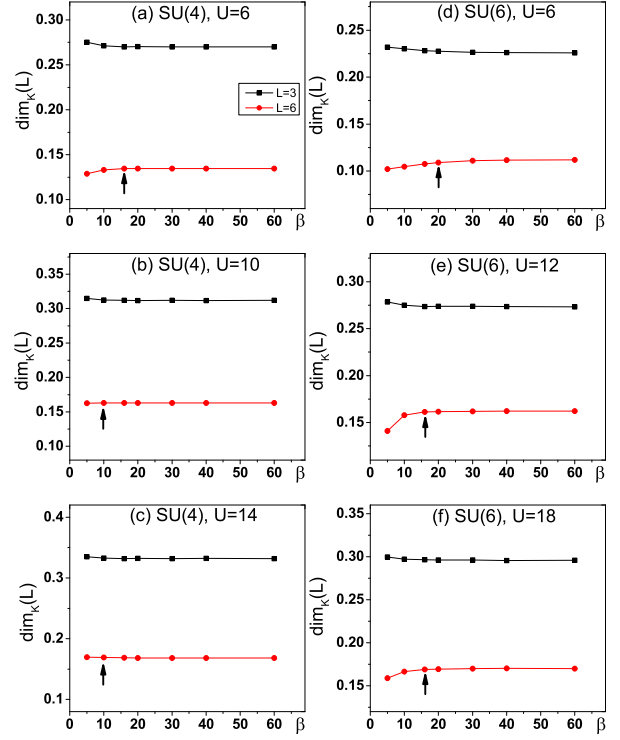 (a) SU(4), U=6
dim_K(L)
0.30
0.25
0.20
0.15
0.10
L=3
L=6
0 10 20 30 40 50 60 β
(d) SU(6), U=6
dim_K(L)
0.25
0.20
0.15
0.10
0 10 20 30 40 50 60 β
(b) SU(4), U=10
dim_K(L)
0.35
0.30
0.25
0.20
0.15
0.10
0 10 20 30 40 50 60 β
(e) SU(6), U=12
dim_K(L)
0.30
0.25
0.20
0.15
0 10 20 30 40 50 60 β
(c) SU(4), U=14
dim_K(L)
0.4
0.3
0.2
0.1
0 10 20 30 40 50 60 β
(f) SU(6), U=18
dim_K(L)
0.35
0.30
0.25
0.20
0.15
0 10 20 30 40 50 60 β